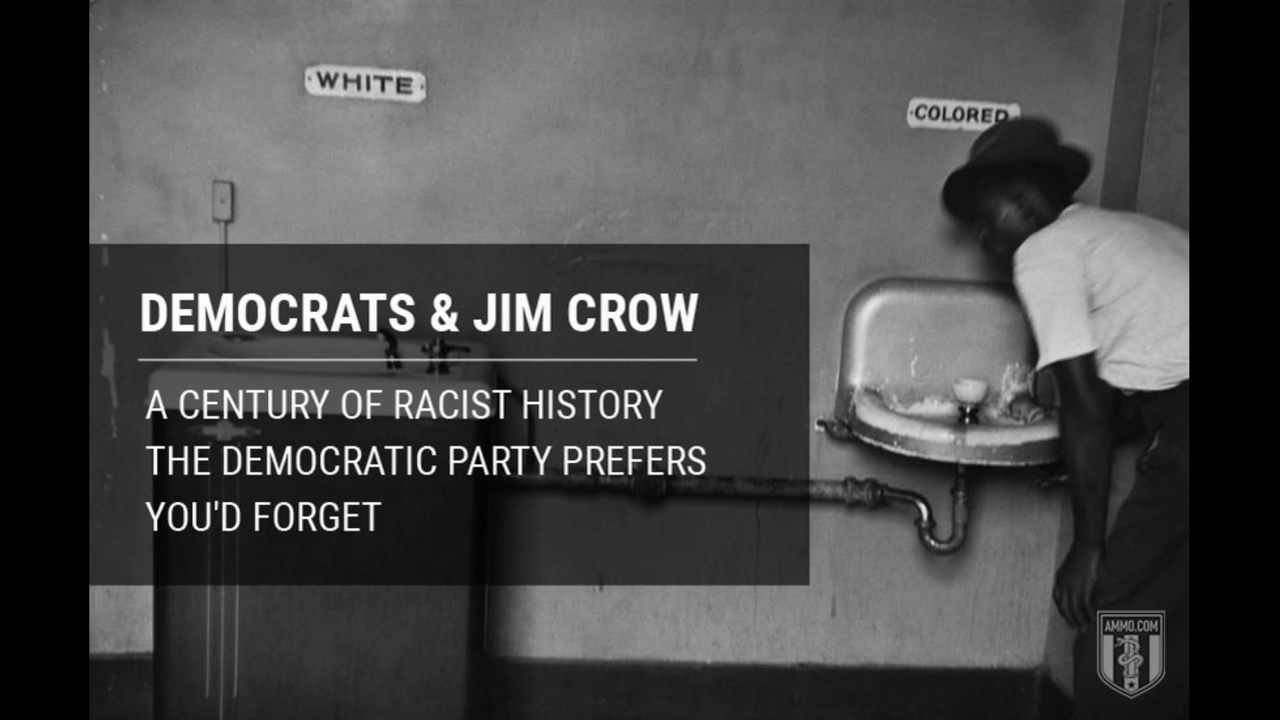 WHITE
COLORED
DEMOCRATS & JIM CROW
A CENTURY OF RACIST HISTORY
THE DEMOCRATIC PARTY PREFERS
YOU'D FORGET
AMMO.COM